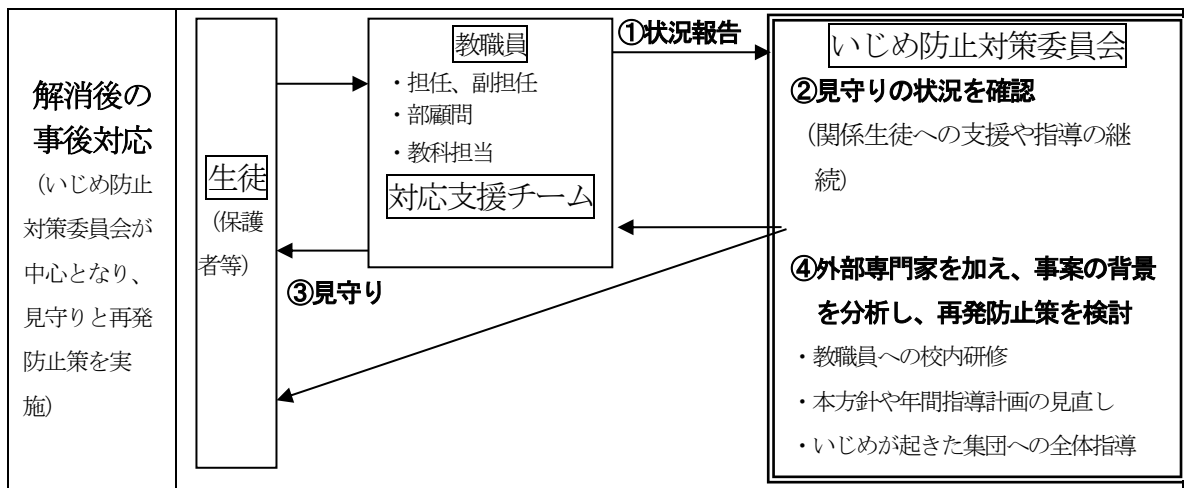 解消後の
事後対応
（いじめ防止
対策委員会が
中心となり、
見守りと再発
防止策を実
施）
生徒
（保護
者等）
教職員
・担任、副担任
・部顧問
・教科担当
対応支援チーム
①状況報告
③見守り
いじめ防止対策委員会
②見守りの状況を確認
（関係生徒への支援や指導の継
続）
④外部専門家を加え、事案の背景
を分析し、再発防止策を検討
・教職員への校内研修
・本方針や年間指導計画の見直し
・いじめが起きた集団への全体指導